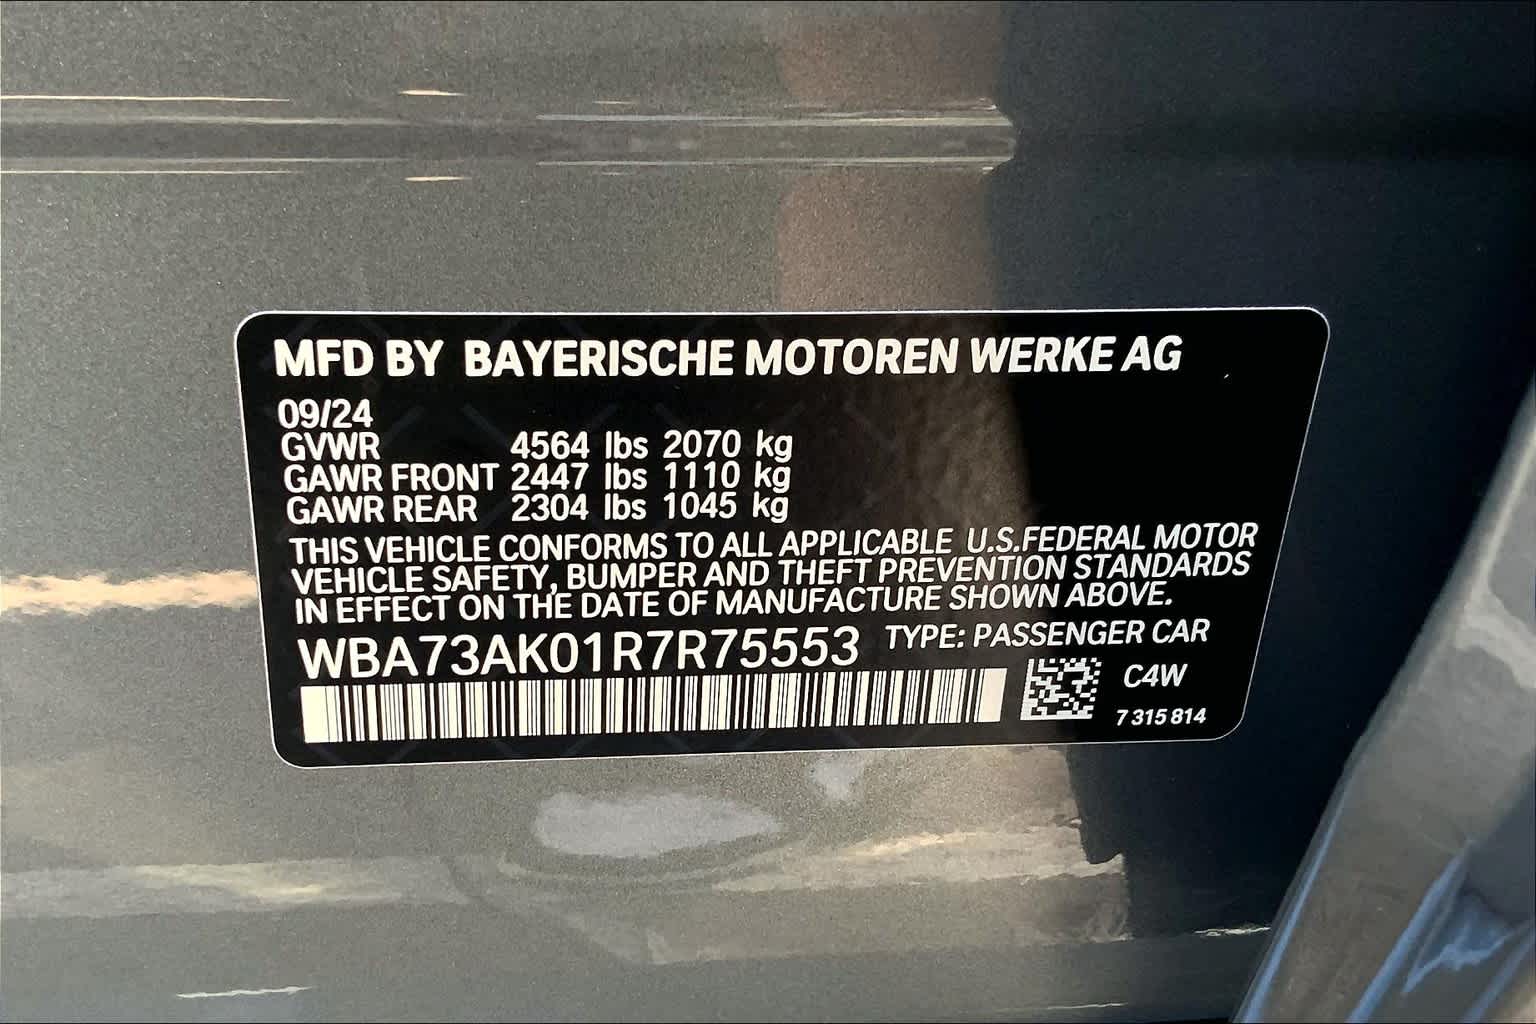 MFD BY BAYERISCHE MOTOREN WERKE AG
09/24
GVWR 4564 lbs 2070 kg
GAWR FRONT 2447 lbs 1110 kg
GAWR REAR 2304 lbs 1045 kg
THIS VEHICLE CONFORMS TO ALL APPLICABLE U.S.FEDERAL MOTOR
VEHICLE SAFETY, BUMPER AND THEFT PREVENTION STANDARDS
IN EFFECT ON THE DATE OF MANUFACTURE SHOWN ABOVE.
WBA73AK01R7R75553 TYPE: PASSENGER CAR
C4W
7 315 814